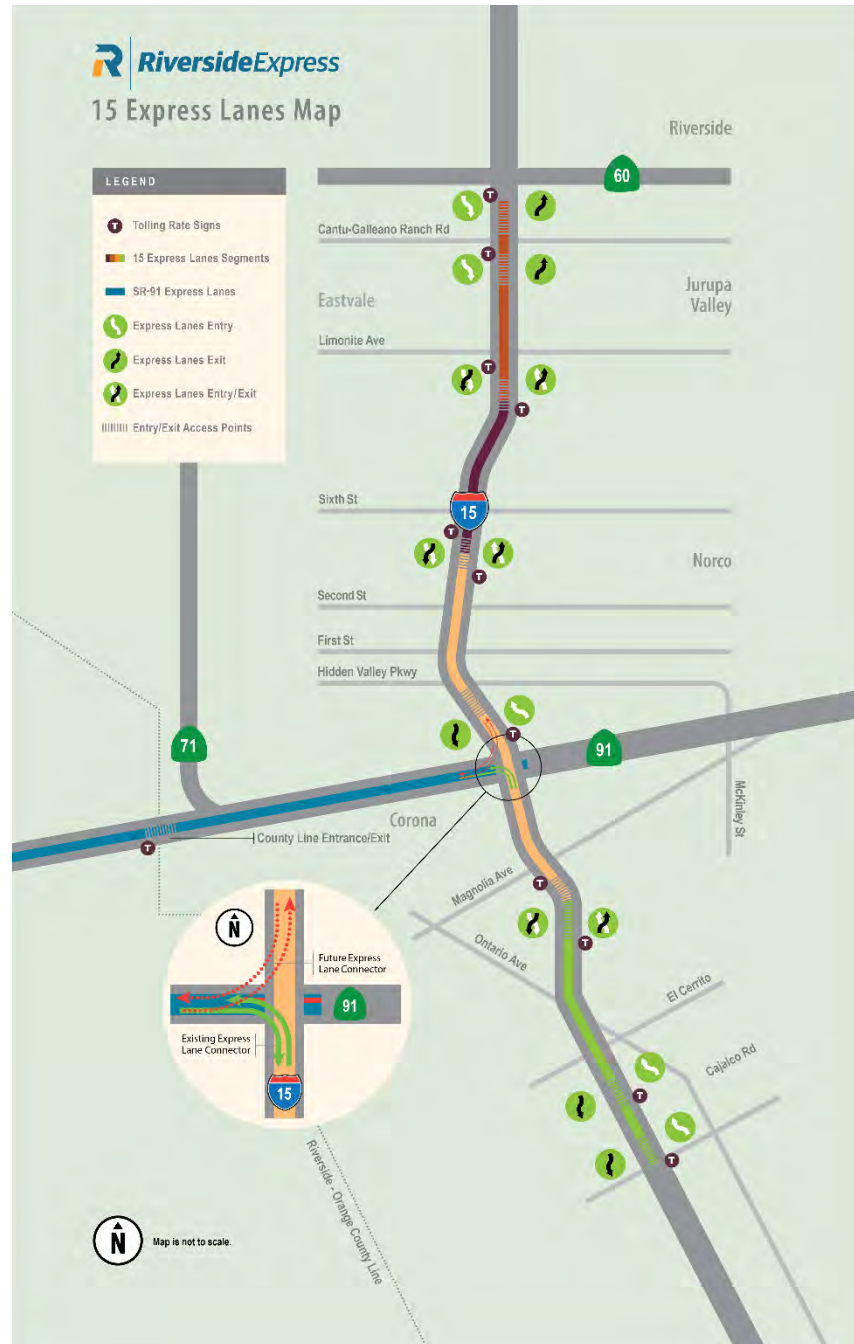 R RiversideExpress
15 Express Lanes Map
LEGEND
T Tolling Rate Signs
15 Express Lanes Segments
SR-91 Express Lanes
Express Lanes Entry
Express Lanes Exit
Express Lanes Entry/Exit
Entry/Exit Access Points
Riverside
60
T
Cantu-Galleano Ranch Rd
T
Eastvale
Jurupa
Valley
Limonite Ave
T
T
Sixth St
15
T
Norco
T
Second St
First St
Hidden Valley Pkwy
71
T
91
McKinley St
Corona
County Line Entrance/Exit
T
Magnolia Ave
T
Ontario Ave
T
N
Future Express
Lane Connector
91
Existing Express
Lane Connector
15
El Cerrito
Cajalco Rd
T
T
Riverside - Orange County Line
N
Map is not to scale.